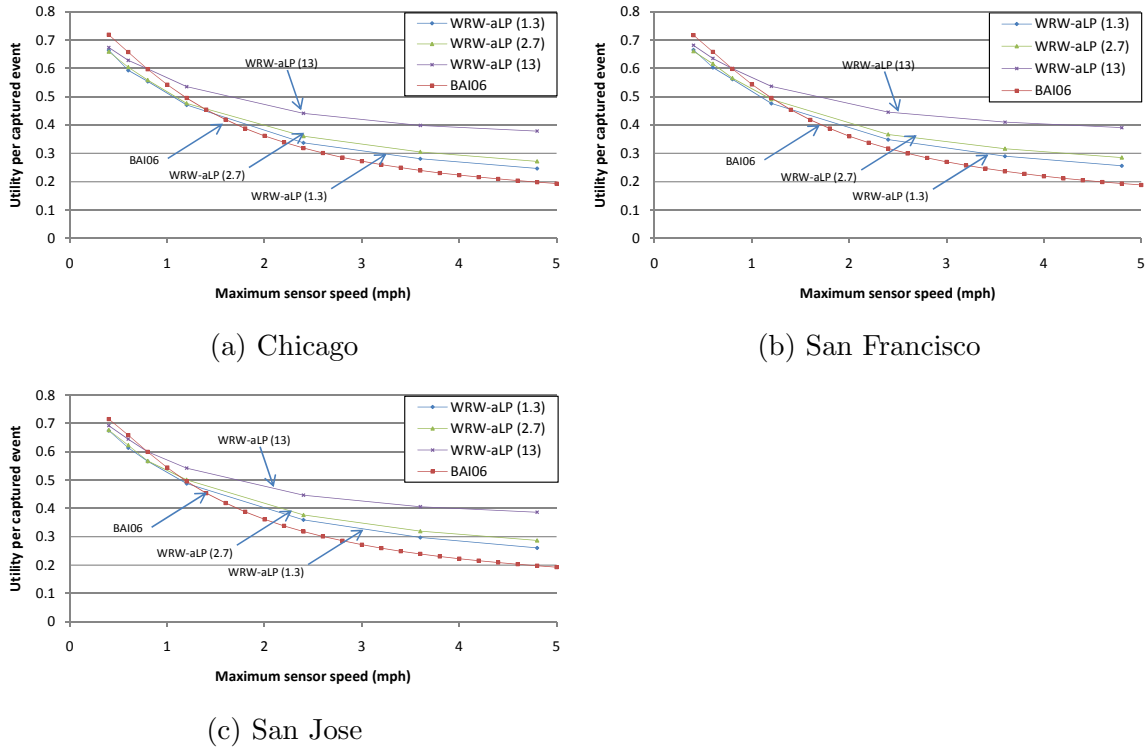 0.8
0.7
0.6
0.5
0.4
0.3
0.2
0.1
0
Utility per captured event
WRW-aLP (1.3)
WRW-aLP (2.7)
WRW-aLP (13)
BAI06
WRW-aLP (13)
BAI06
WRW-aLP (2.7)
WRW-aLP (1.3)
0 1 2 3 4 5
Maximum sensor speed (mph)
(a) Chicago
0.8
0.7
0.6
0.5
0.4
0.3
0.2
0.1
0
Utility per captured event
WRW-aLP (1.3)
WRW-aLP (2.7)
WRW-aLP (13)
BAI06
WRW-aLP (13)
BAI06
WRW-aLP (2.7)
WRW-aLP (1.3)
0 1 2 3 4 5
Maximum sensor speed (mph)
(b) San Francisco
0.8
0.7
0.6
0.5
0.4
0.3
0.2
0.1
0
Utility per captured event
WRW-aLP (1.3)
WRW-aLP (2.7)
WRW-aLP (13)
BAI06
WRW-aLP (13)
BAI06
WRW-aLP (2.7)
WRW-aLP (1.3)
0 1 2 3 4 5
Maximum sensor speed (mph)
(c) San Jose